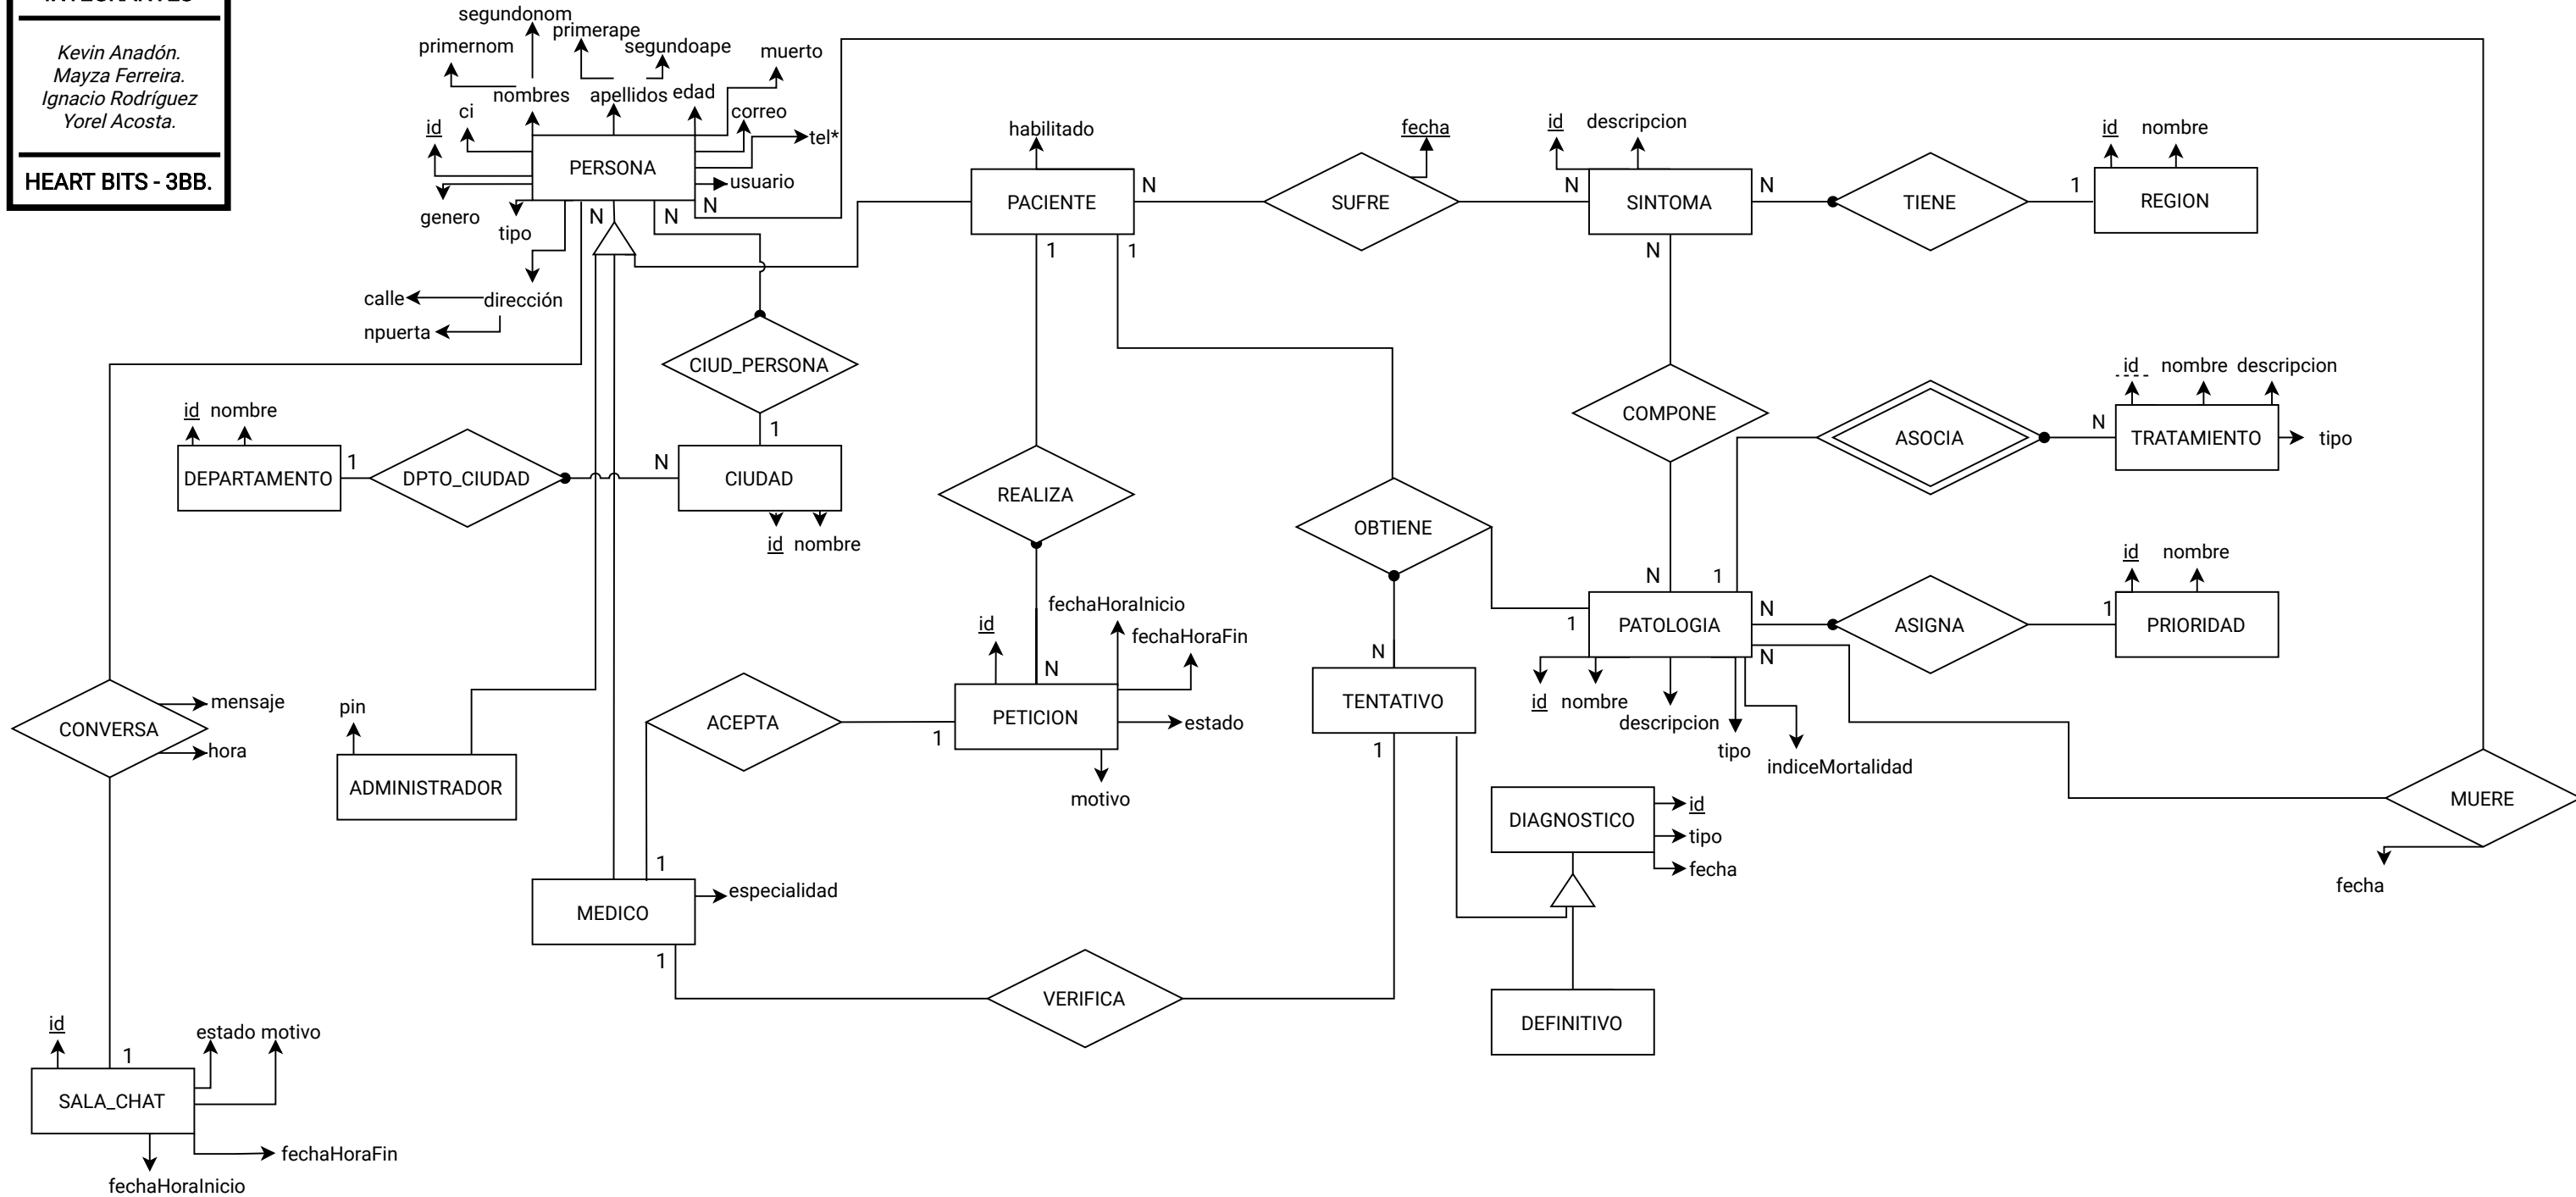 INTEGRANTES
Kevin Anadón.
Mayza Ferreira.
Ignacio Rodríguez
Yorel Acosta.
HEART BITS - 3BB.
segundonom
primerape
primernom
segundoape
muerto
nombres
apellidos
edad
ci
correo
id
tel*
PERSONA
usuario
genero
tipo
N
N
N
calle
dirección
npuerta
habilitado
PACIENTE
N
1
1
fecha
SUFRE
id
descripcion
N
SINTOMA
N
N
TIENE
1
id
nombre
REGION
CIUD_PERSONA
1
id
nombre
DEPARTAMENTO
1
DPTO_CIUDAD
N
CIUDAD
id
nombre
REALIZA
OBTIENE
COMPONE
ASOCIA
N
id
nombre
descripcion
TRATAMIENTO
tipo
N
1
1
PATOLOGIA
N
N
ASIGNA
1
id
nombre
PRIORIDAD
id
nombre
descripcion
tipo
indiceMortalidad
fechaHoraInicio
id
fechaHoraFin
N
PETICION
estado
1
motivo
N
TENTATIVO
1
CONVERSA
mensaje
hora
pin
ADMINISTRADOR
ACEPTA
1
MEDICO
especialidad
1
DIAGNOSTICO
id
tipo
fecha
MUERE
fecha
VERIFICA
DEFINITIVO
id
estado
motivo
1
SALA_CHAT
fechaHoraFin
fechaHoraInicio